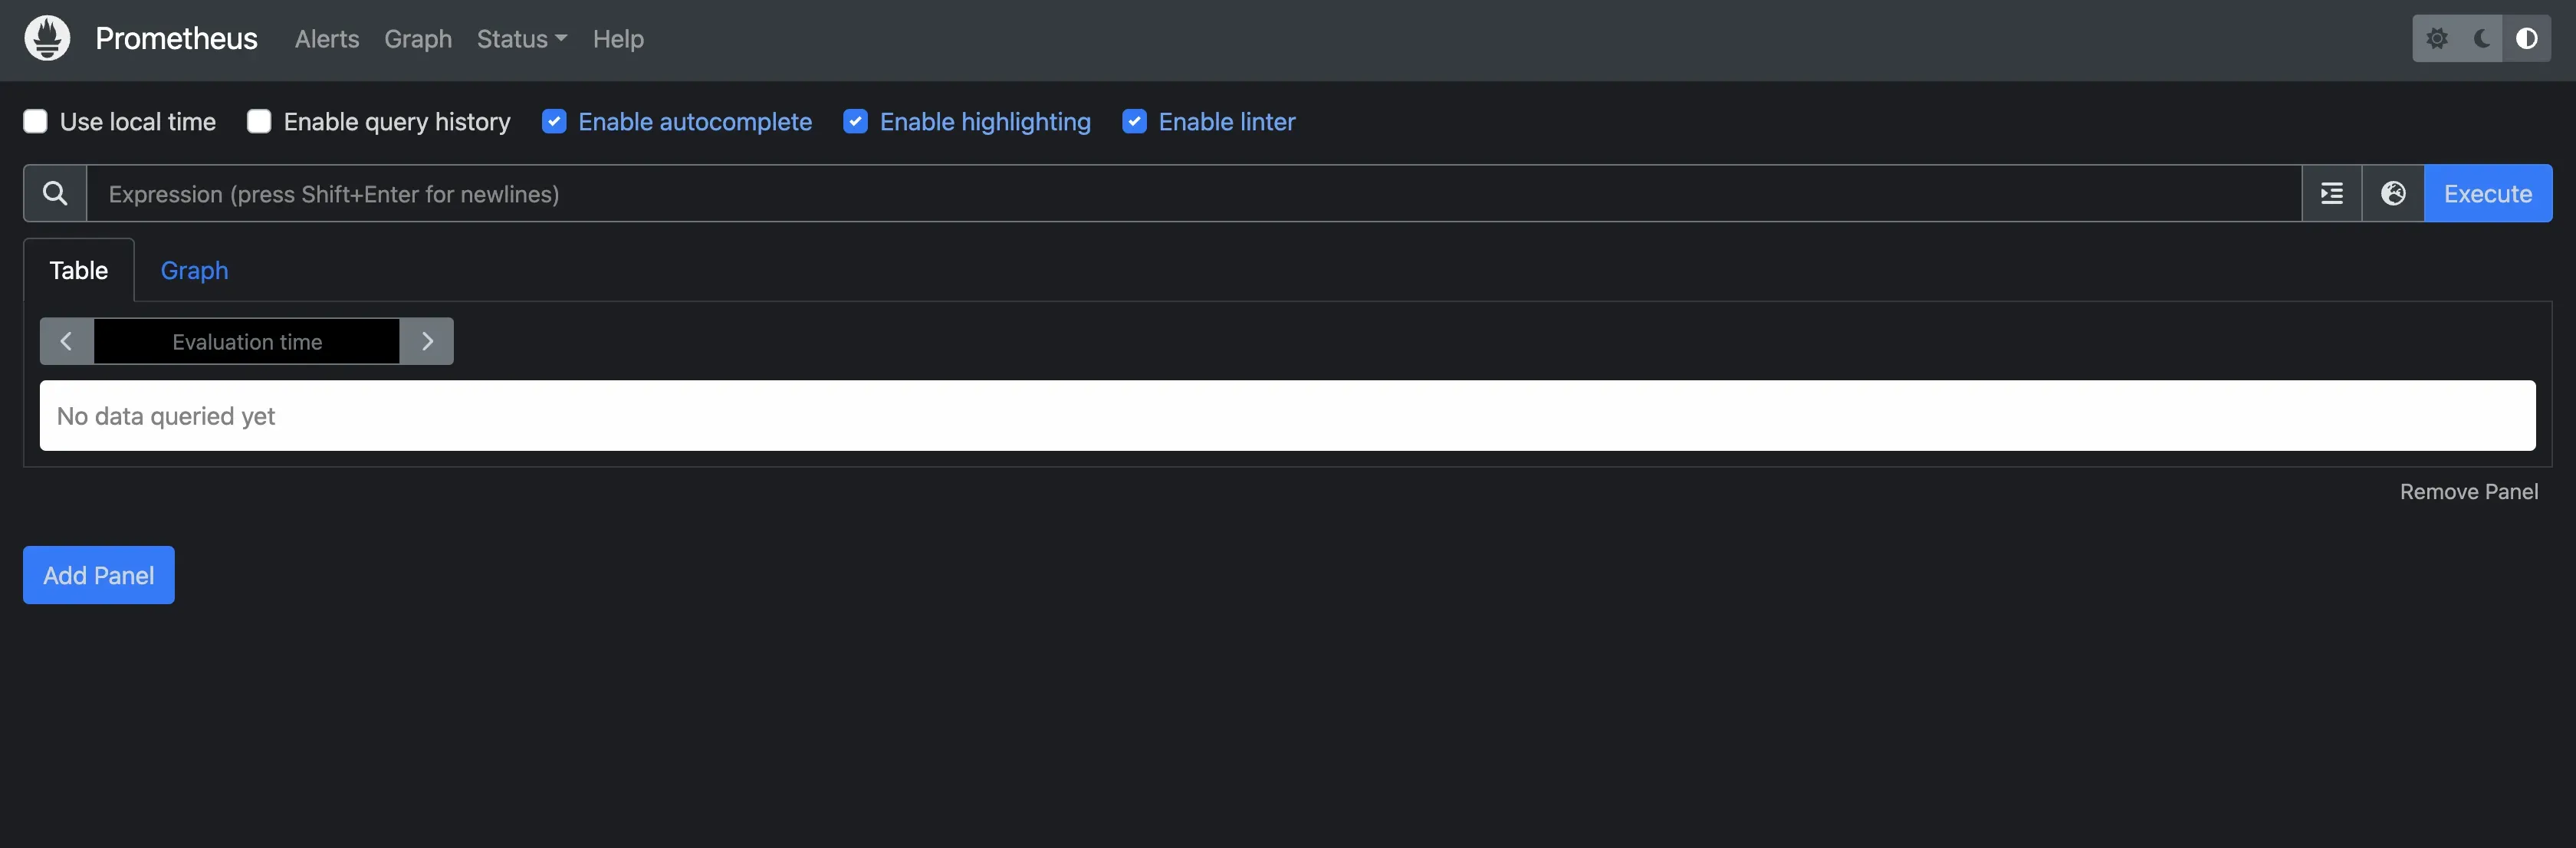 Prometheus Alerts Graph Status Help
Use local time Enable query history Enable autocomplete Enable highlighting Enable linter
Expression (press Shift+Enter for newlines) Execute
Table Graph
Evaluation time
No data queried yet
Remove Panel
Add Panel